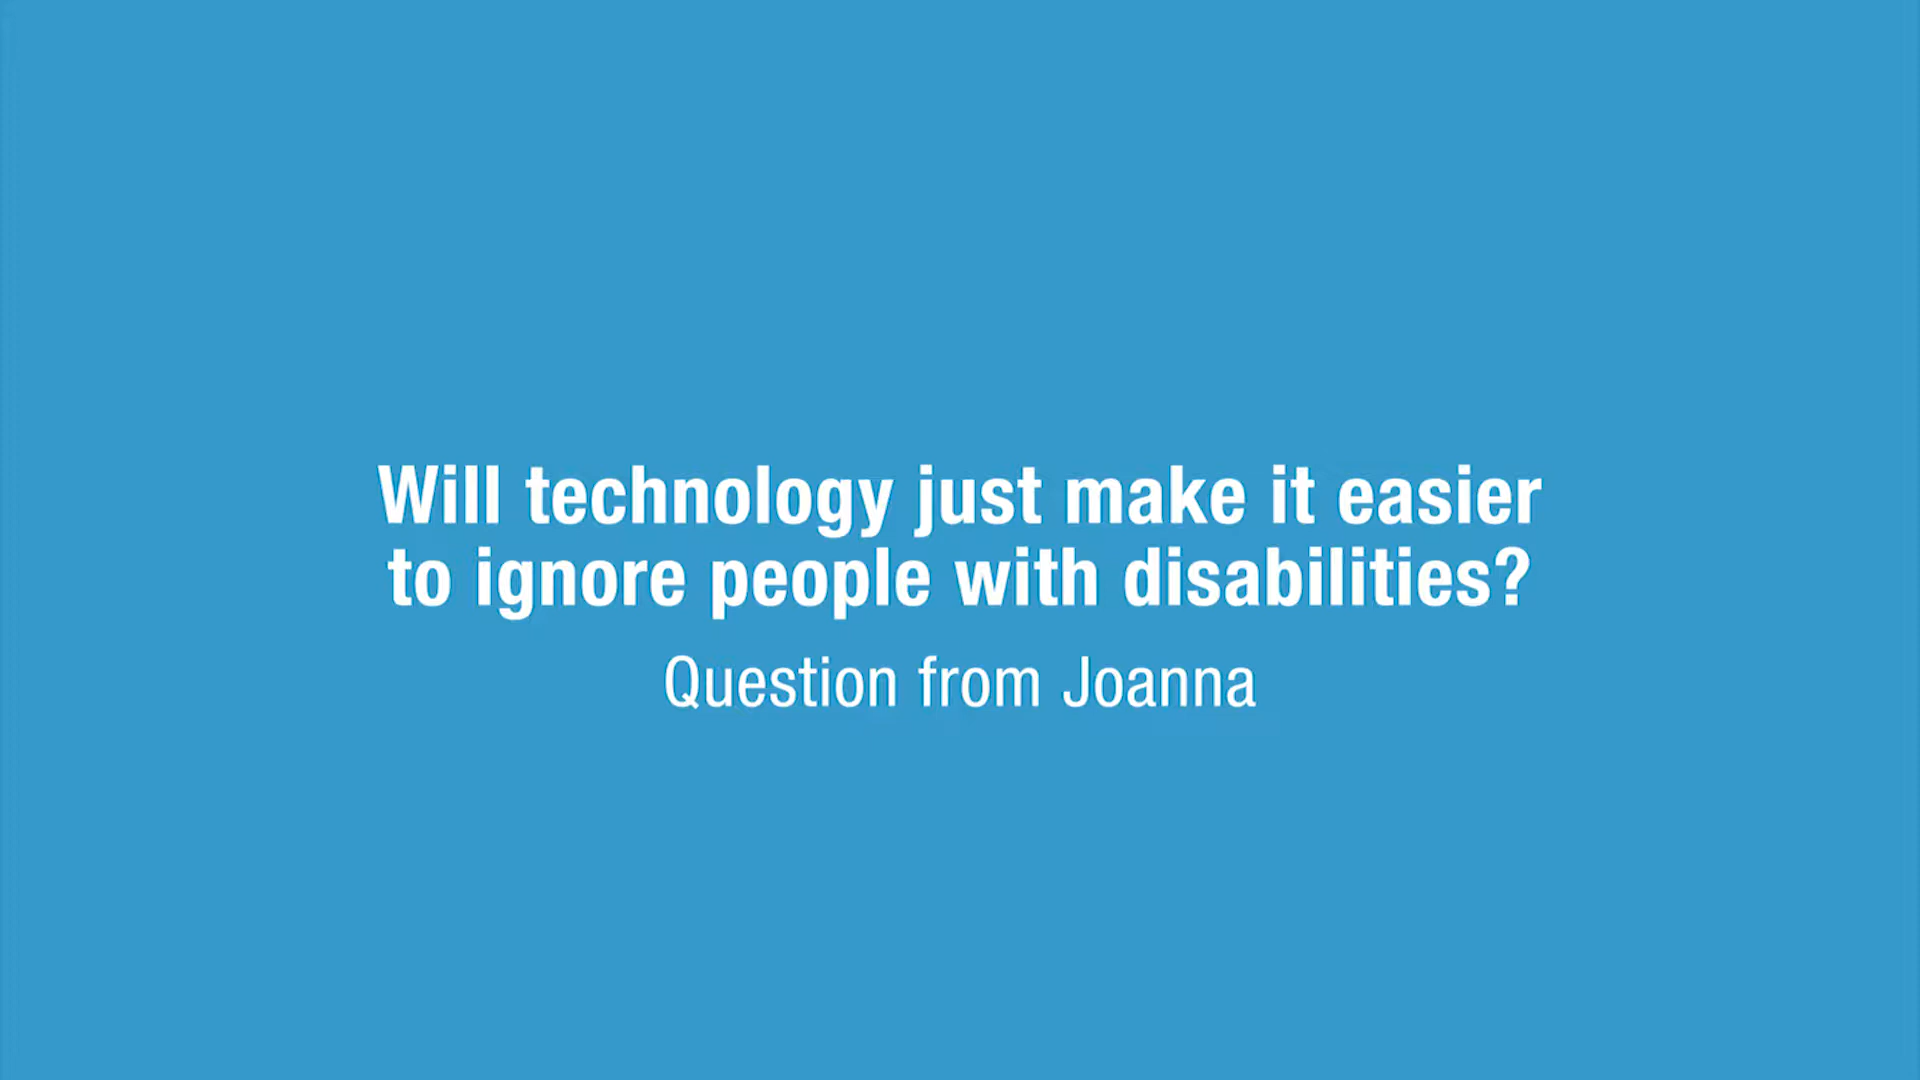 Will technology just make it easier
to ignore people with disabilities?
Question from Joanna